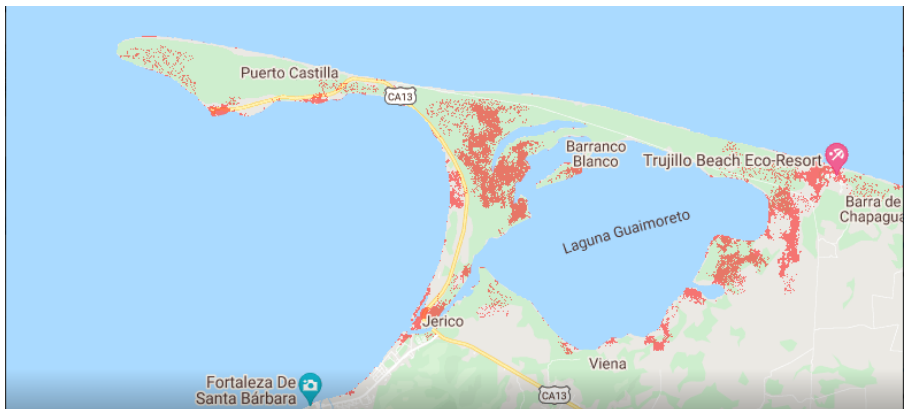 Puerto Castilla
CA13
Barranco
Blanco
Trujillo Beach Eco-Resort
Barra de
Chapagua
Laguna Guaimoreto
Jerico
Viena
Fortaleza De
Santa Bárbara
CA13